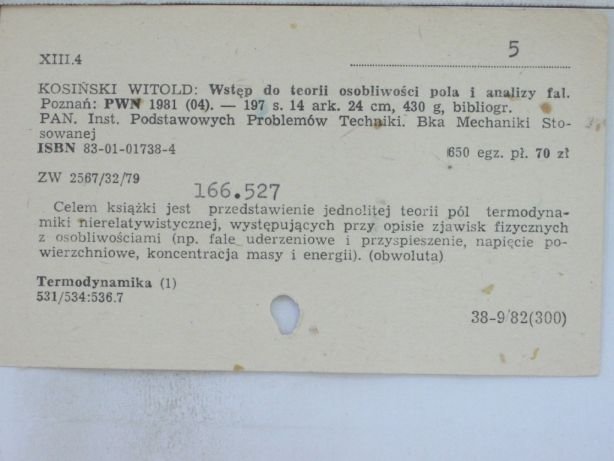 5
XIII.4
KOSIŃSKI WITOLD: Wstęp do teorii osobliwości pola i analizy fal.
Poznań: PWN 1981 (04). — 197 s. 14 ark. 24 cm, 430 g, bibliogr.
PAN. Inst. Podstawowych Problemów Techniki. Bka Mechaniki Sto-
sowanej
ISBN 83-01-01738-4 650 egz. pł. 70 zł
ZW 2567/32/79
166.527
Celem książki jest przedstawienie jednolitej teorii pól termodyna-
miki nierelatywistycznej, występujących przy opisie zjawisk fizycznych
z osobliwościami (np. fale uderzeniowe i przyspieszenie, napięcie po-
wierzchniowe, koncentracja masy i energii). (obwoluta)
Termodynamika (1)
531/534:536.7
38-9/82(300)